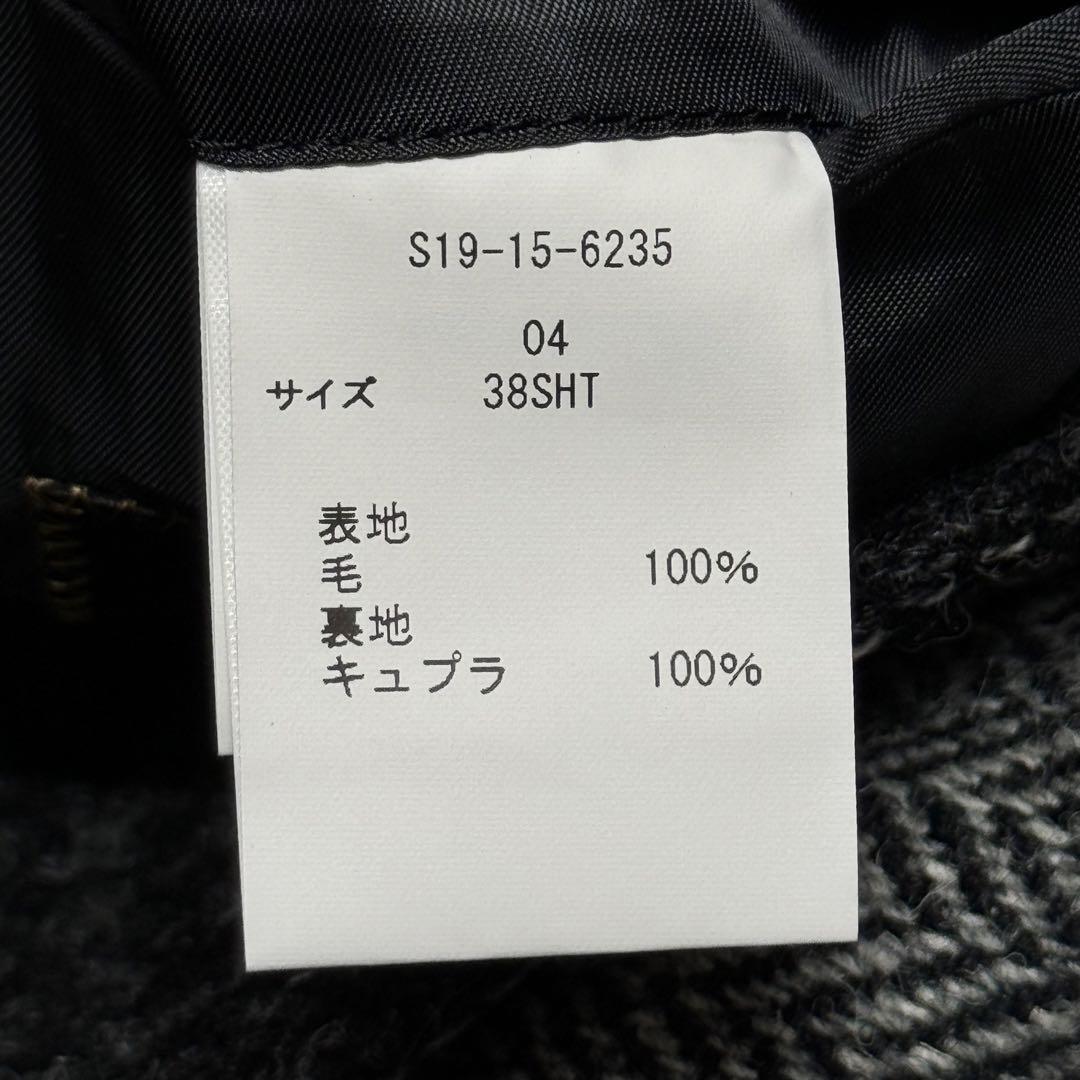 S19-15-6235
04
サイズ 38SHT
表地
毛 100%
裏地
キュプラ 100%